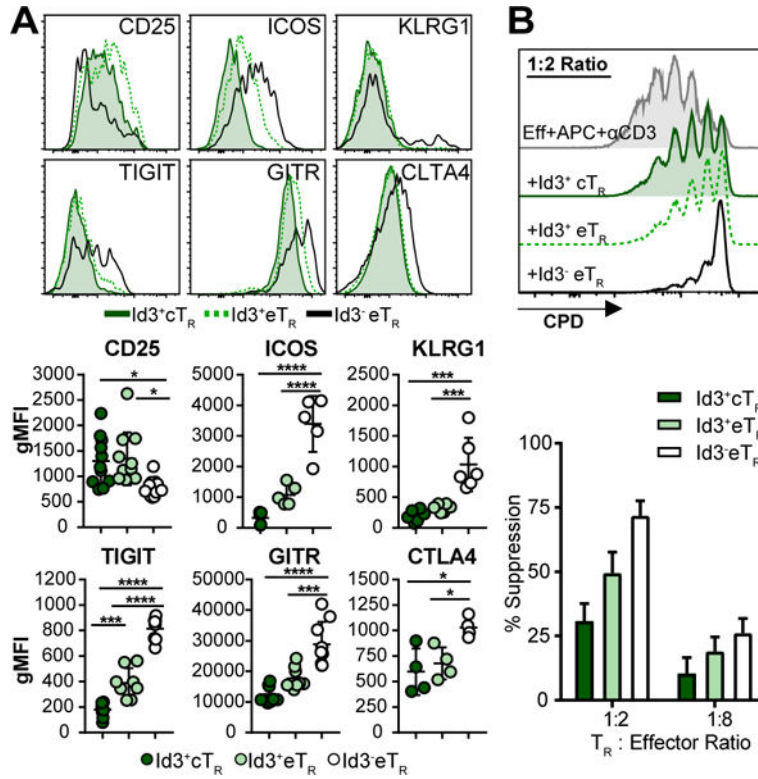 A
CD25 ICOS KLRG1
TIGIT GITR CLTA4
Id3⁺cT_R Id3⁺eT_R Id3⁻eT_R
CD25 ICOS KLRG1
gMFI
3000 2500 2000 1500 1000 500 0
5000 4000 3000 2000 1000 0
2500 2000 1500 1000 500 0
* *
**** ****
*** ***
TIGIT GITR CTLA4
gMFI
1000 800 600 400 200 0
50000 40000 30000 20000 10000 0
1500 1250 1000 750 500 250 0
**** **** ***
**** ***
* *
Id3⁺cT_R Id3⁺eT_R Id3⁻eT_R
B
1:2 Ratio
Eff+APC+αCD3
+Id3⁺ cT_R
+Id3⁺ eT_R
+Id3⁻ eT_R
CPD
Id3⁺cT_R
Id3⁺eT_R
Id3⁻eT_R
% Suppression
100
75
50
25
0
1:2 1:8
T_R : Effector Ratio